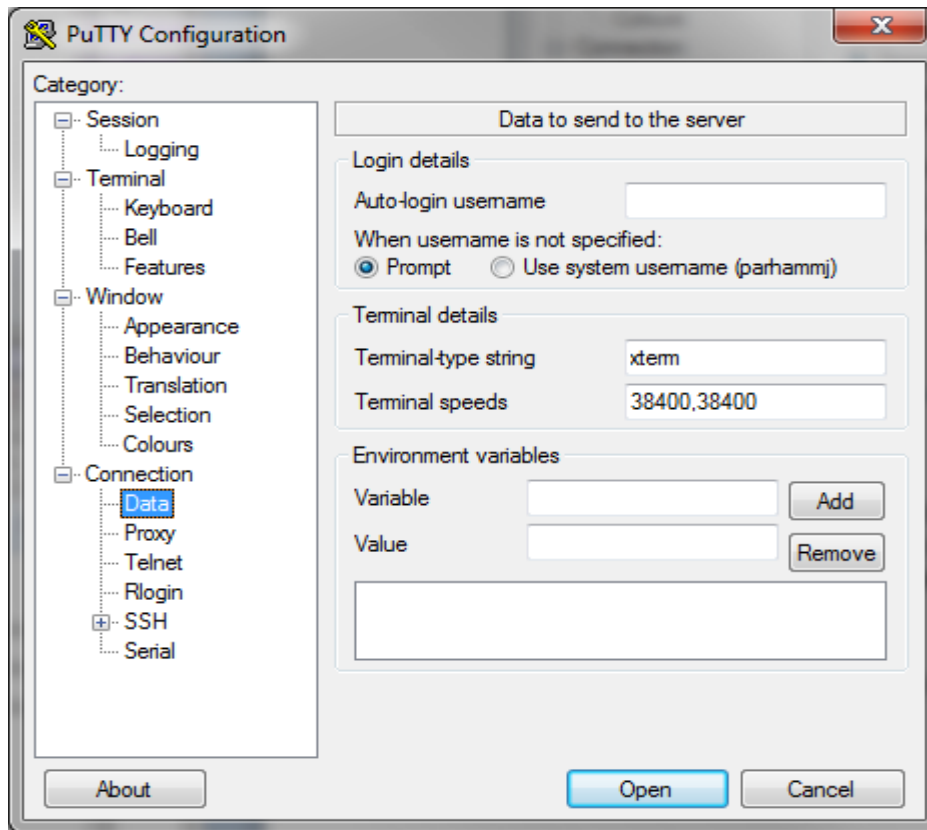 PuTTY Configuration
Category:
Session
Logging
Terminal
Keyboard
Bell
Features
Window
Appearance
Behaviour
Translation
Selection
Colours
Connection
Data
Proxy
Telnet
Rlogin
SSH
Serial
Data to send to the server
Login details
Auto-login username
When username is not specified:
Prompt Use system username (parhammj)
Terminal details
Terminal-type string xterm
Terminal speeds 38400,38400
Environment variables
Variable Add
Value Remove
About Open Cancel